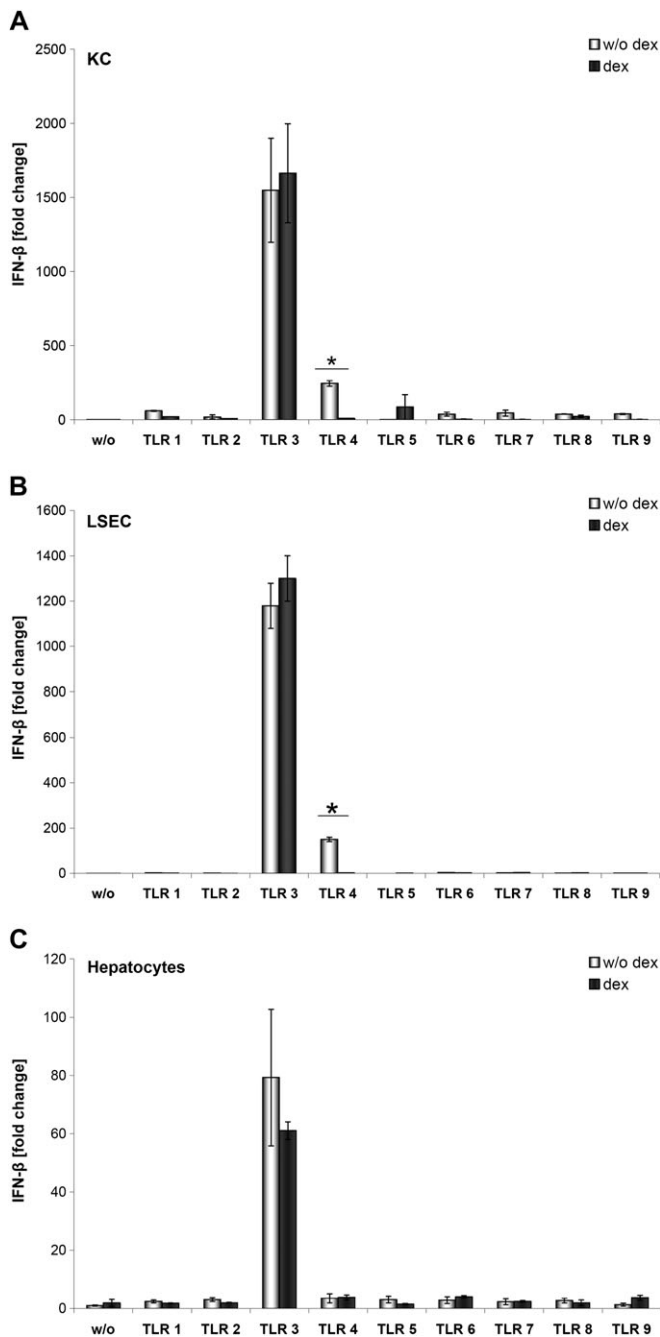 A
KC
w/o dex
dex
IFN-β [fold change]
2500
2000
1500
1000
500
0
*
w/o TLR 1 TLR 2 TLR 3 TLR 4 TLR 5 TLR 6 TLR 7 TLR 8 TLR 9
B
LSEC
w/o dex
dex
IFN-β [fold change]
1600
1400
1200
1000
800
600
400
200
0
*
w/o TLR 1 TLR 2 TLR 3 TLR 4 TLR 5 TLR 6 TLR 7 TLR 8 TLR 9
C
Hepatocytes
w/o dex
dex
IFN-β [fold change]
120
100
80
60
40
20
0
w/o TLR 1 TLR 2 TLR 3 TLR 4 TLR 5 TLR 6 TLR 7 TLR 8 TLR 9